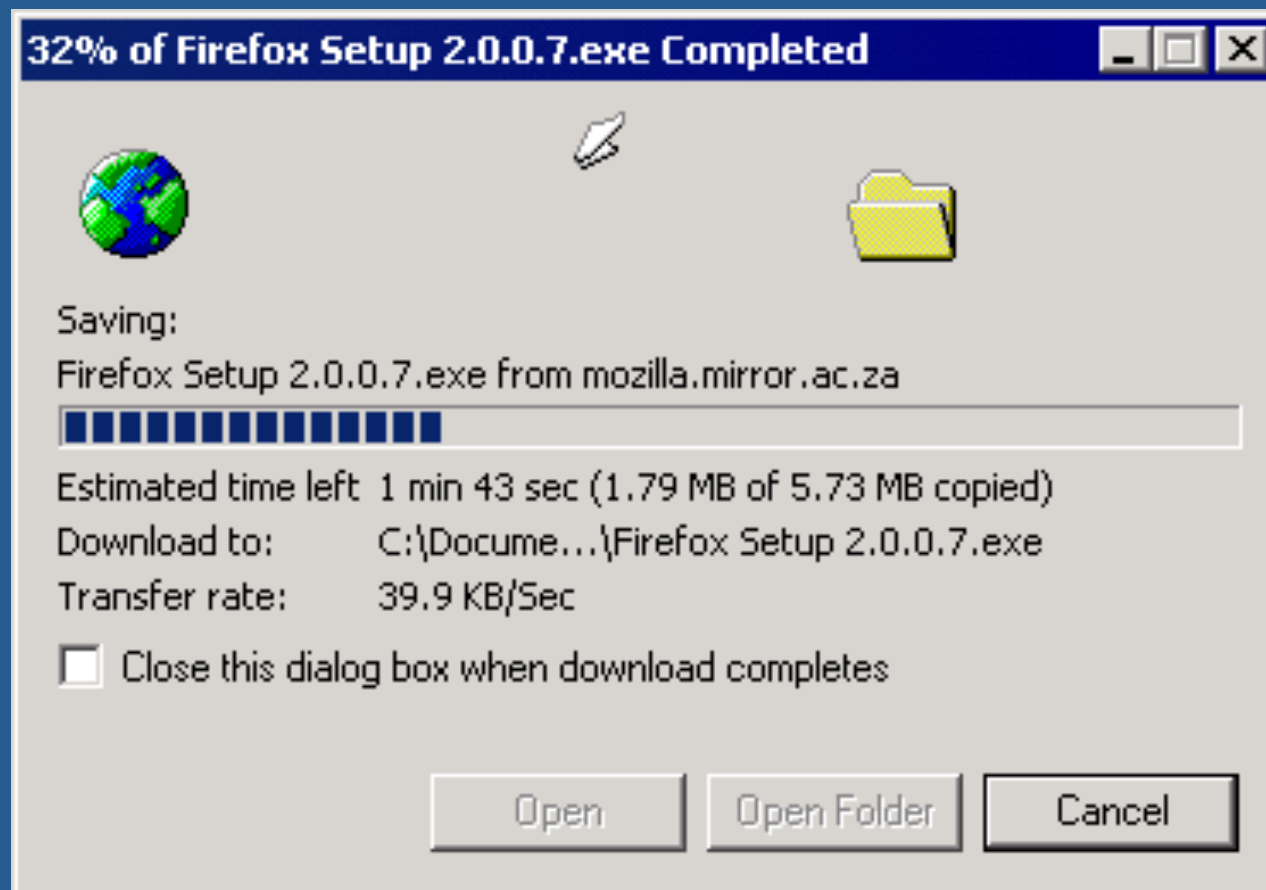 32% of Firefox Setup 2.0.0.7.exe Completed
Saving:
Firefox Setup 2.0.0.7.exe from mozilla.mirror.ac.za
Estimated time left 1 min 43 sec (1.79 MB of 5.73 MB copied)
Download to: C:\Docume...\Firefox Setup 2.0.0.7.exe
Transfer rate: 39.9 KB/Sec
Close this dialog box when download completes
Open Open Folder Cancel